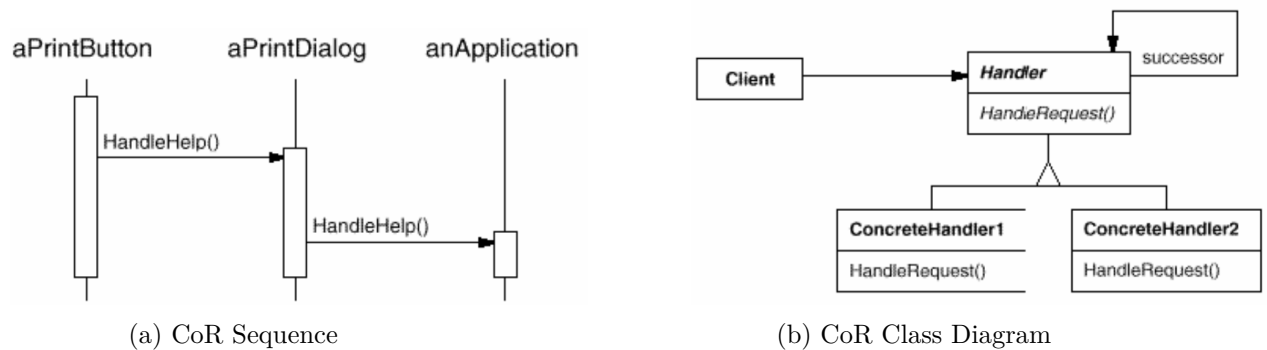 aPrintButton
aPrintDialog
anApplication
HandleHelp()
HandleHelp()
(a) CoR Sequence
Client
Handler
HandleRequest()
successor
ConcreteHandler1
HandleRequest()
ConcreteHandler2
HandleRequest()
(b) CoR Class Diagram